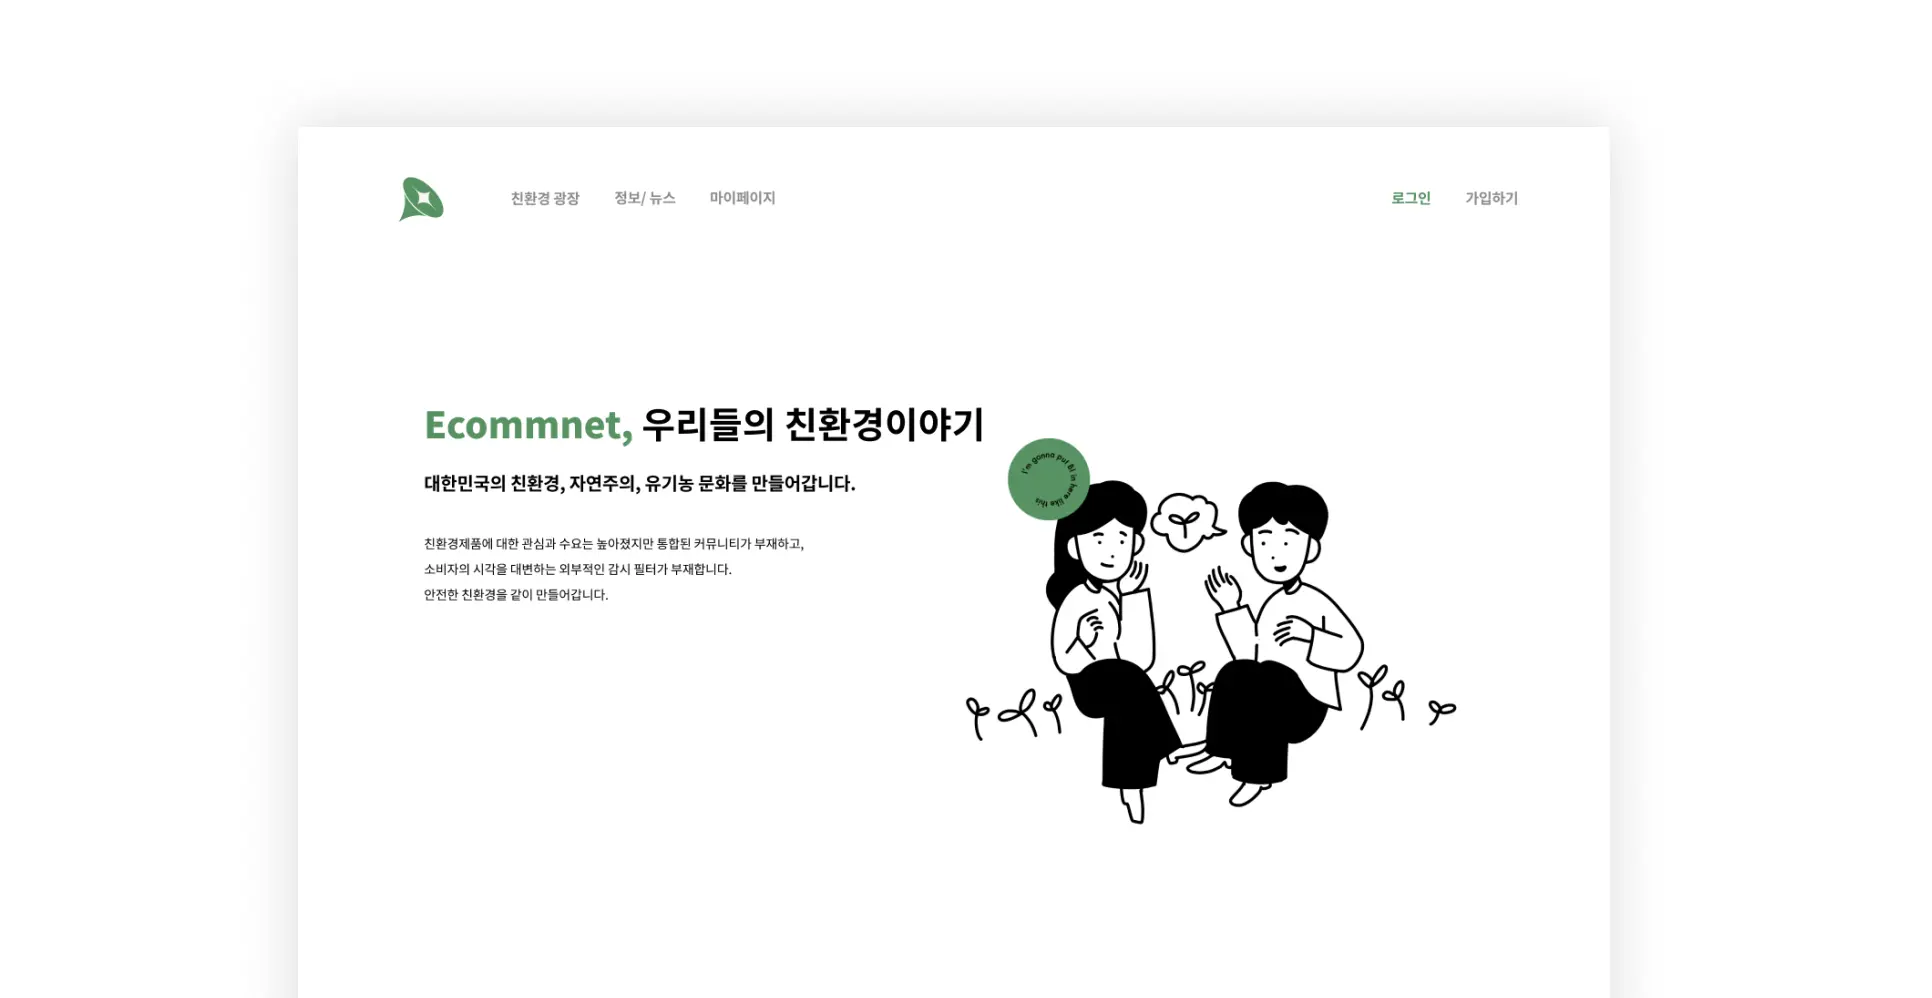 친환경 광장
정보/ 뉴스
마이페이지
로그인
가입하기
Ecommnet, 우리들의 친환경이야기
대한민국의 친환경, 자연주의, 유기농 문화를 만들어갑니다.
친환경제품에 대한 관심과 수요는 높아졌지만 통합된 커뮤니티가 부재하고,
소비자의 시각을 대변하는 외부적인 감시 필터가 부재합니다.
안전한 친환경을 같이 만들어갑니다.
I'm gonna put BI in here like this